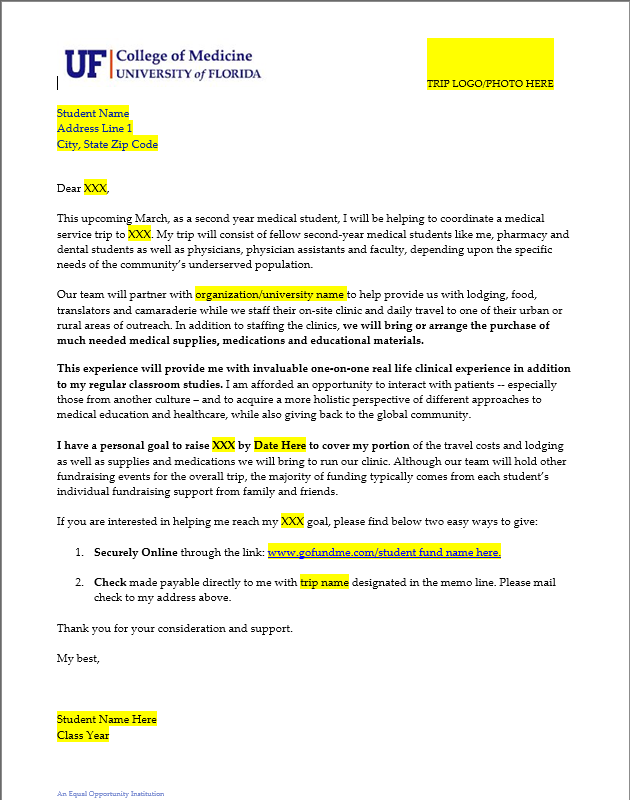 UF College of Medicine
UNIVERSITY of FLORIDA
TRIP LOGO/PHOTO HERE
Student Name
Address Line 1
City, State Zip Code
Dear XXX,
This upcoming March, as a second year medical student, I will be helping to coordinate a medical
service trip to XXX. My trip will consist of fellow second-year medical students like me, pharmacy and
dental students as well as physicians, physician assistants and faculty, depending upon the specific
needs of the community's underserved population.
Our team will partner with organization/university name to help provide us with lodging, food,
translators and camaraderie while we staff their on-site clinic and daily travel to one of their urban or
rural areas of outreach. In addition to staffing the clinics, we will bring or arrange the purchase of
much needed medical supplies, medications and educational materials.
This experience will provide me with invaluable one-on-one real life clinical experience in addition
to my regular classroom studies. I am afforded an opportunity to interact with patients -- especially
those from another culture – and to acquire a more holistic perspective of different approaches to
medical education and healthcare, while also giving back to the global community.
I have a personal goal to raise XXX by Date Here to cover my portion of the travel costs and lodging
as well as supplies and medications we will bring to run our clinic. Although our team will hold other
fundraising events for the overall trip, the majority of funding typically comes from each student's
individual fundraising support from family and friends.
If you are interested in helping me reach my XXX goal, please find below two easy ways to give:
1. Securely Online through the link: www.gofundme.com/student fund name here.
2. Check made payable directly to me with trip name designated in the memo line. Please mail
check to my address above.
Thank you for your consideration and support.
My best,
Student Name Here
Class Year
An Equal Opportunity Institution